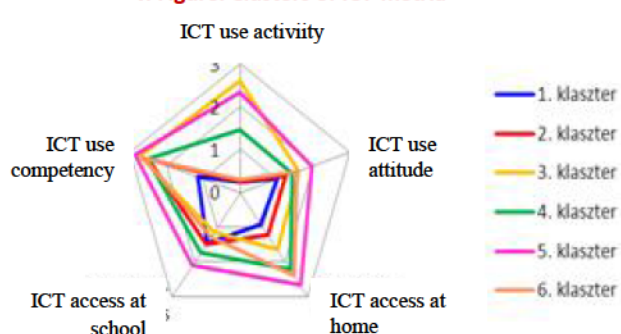 ICT use activiity
3
2
1
0
ICT use
competency
ICT use
attitude
ICT access at
school
ICT access at
home
1. klaszter
2. klaszter
3. klaszter
4. klaszter
5. klaszter
6. klaszter